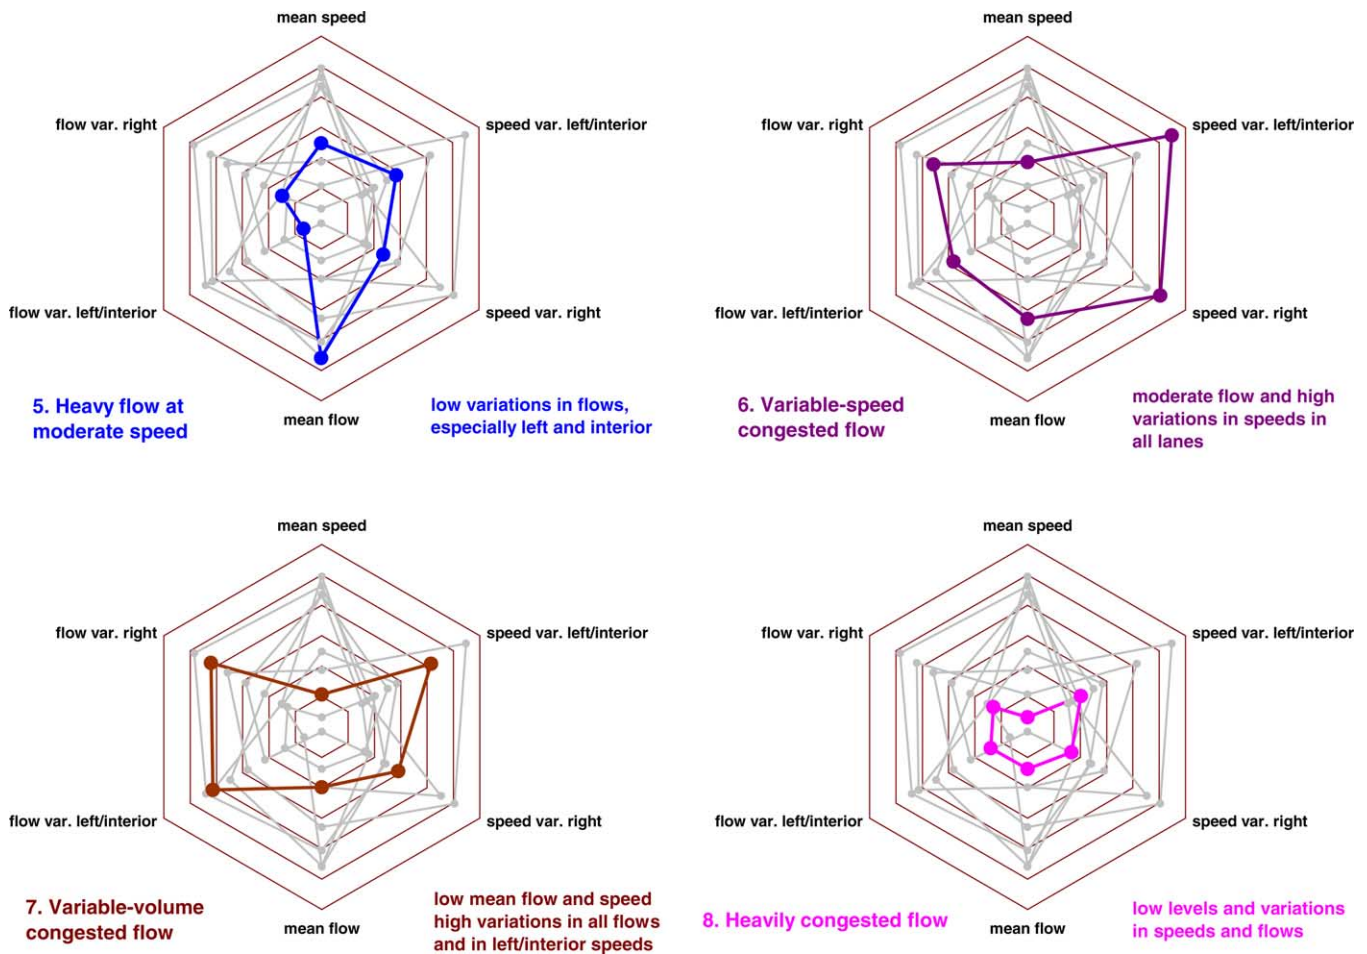 mean speed
flow var. right
speed var. left/interior
flow var. left/interior
speed var. right
mean flow
5. Heavy flow at
moderate speed
low variations in flows,
especially left and interior
mean speed
flow var. right
speed var. left/interior
flow var. left/interior
speed var. right
6. Variable-speed
congested flow
moderate flow and high
variations in speeds in
all lanes
mean speed
flow var. right
speed var. left/interior
flow var. left/interior
speed var. right
mean flow
7. Variable-volume
congested flow
low mean flow and speed
high variations in all flows
and in left/interior speeds
mean speed
flow var. right
speed var. left/interior
flow var. left/interior
speed var. right
mean flow
8. Heavily congested flow
low levels and variations
in speeds and flows